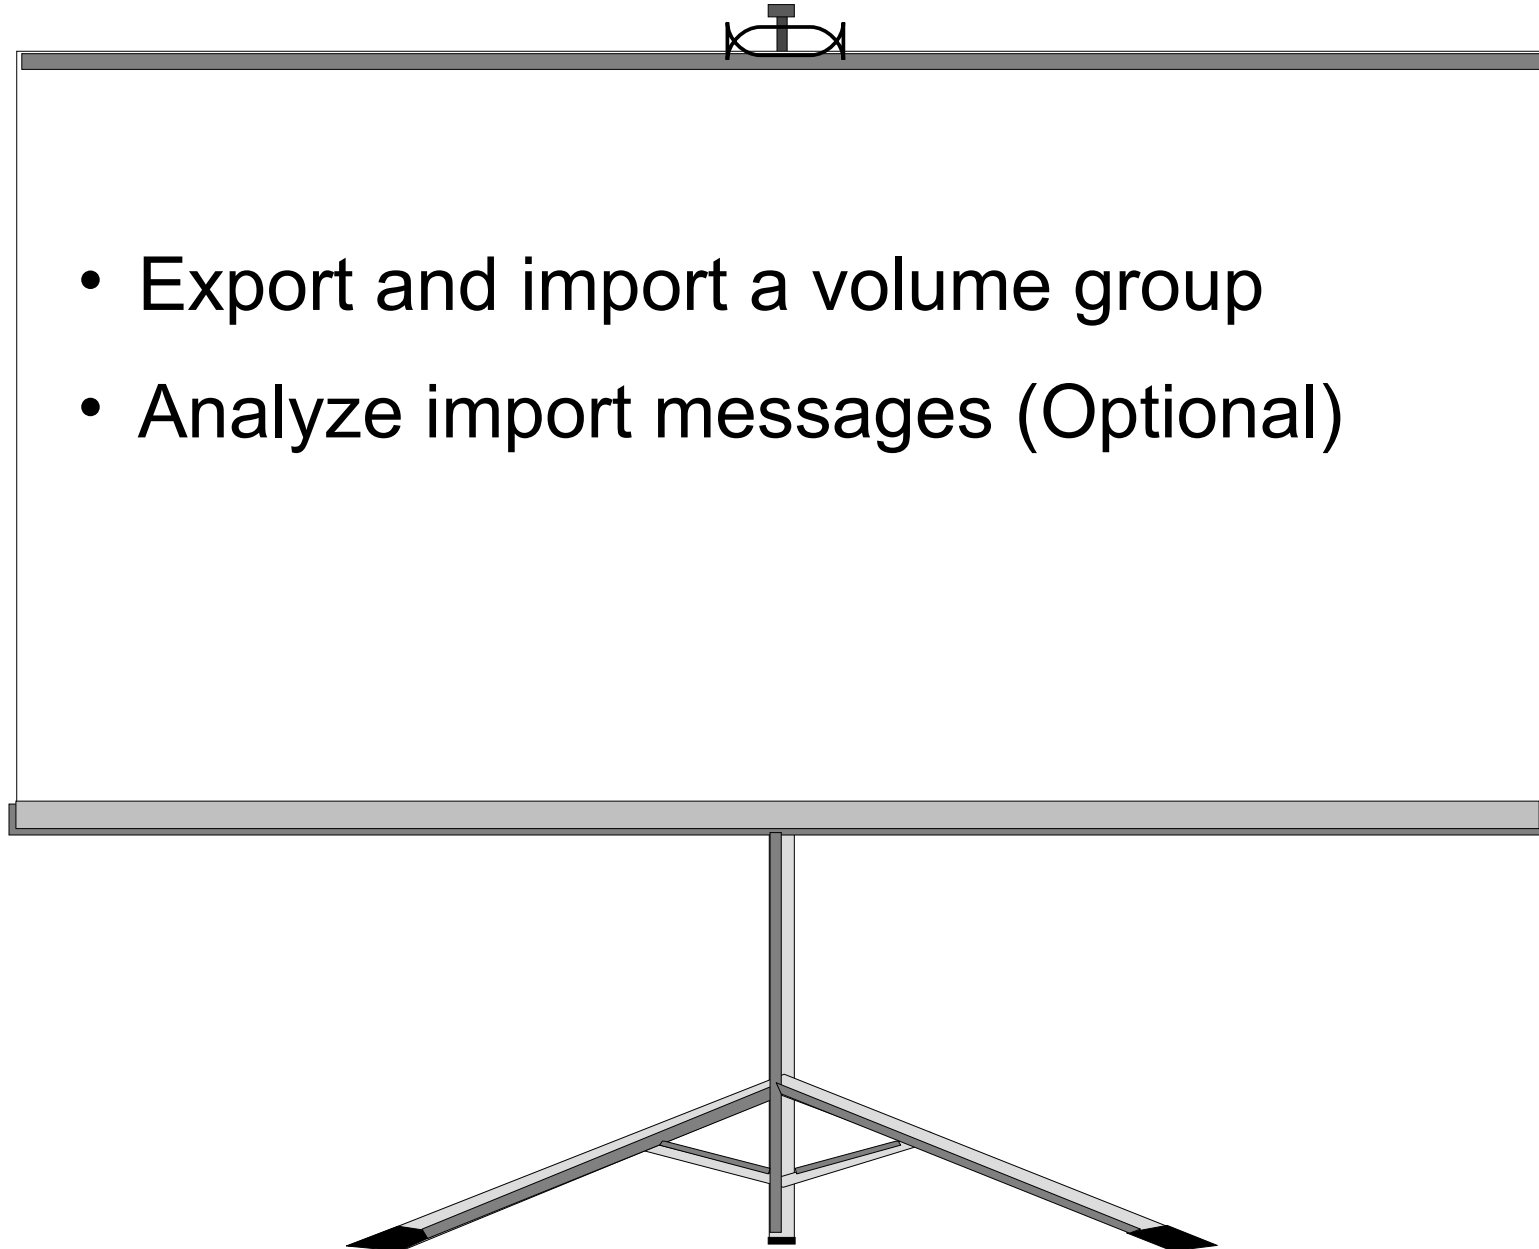 • Export and import a volume group
• Analyze import messages (Optional)